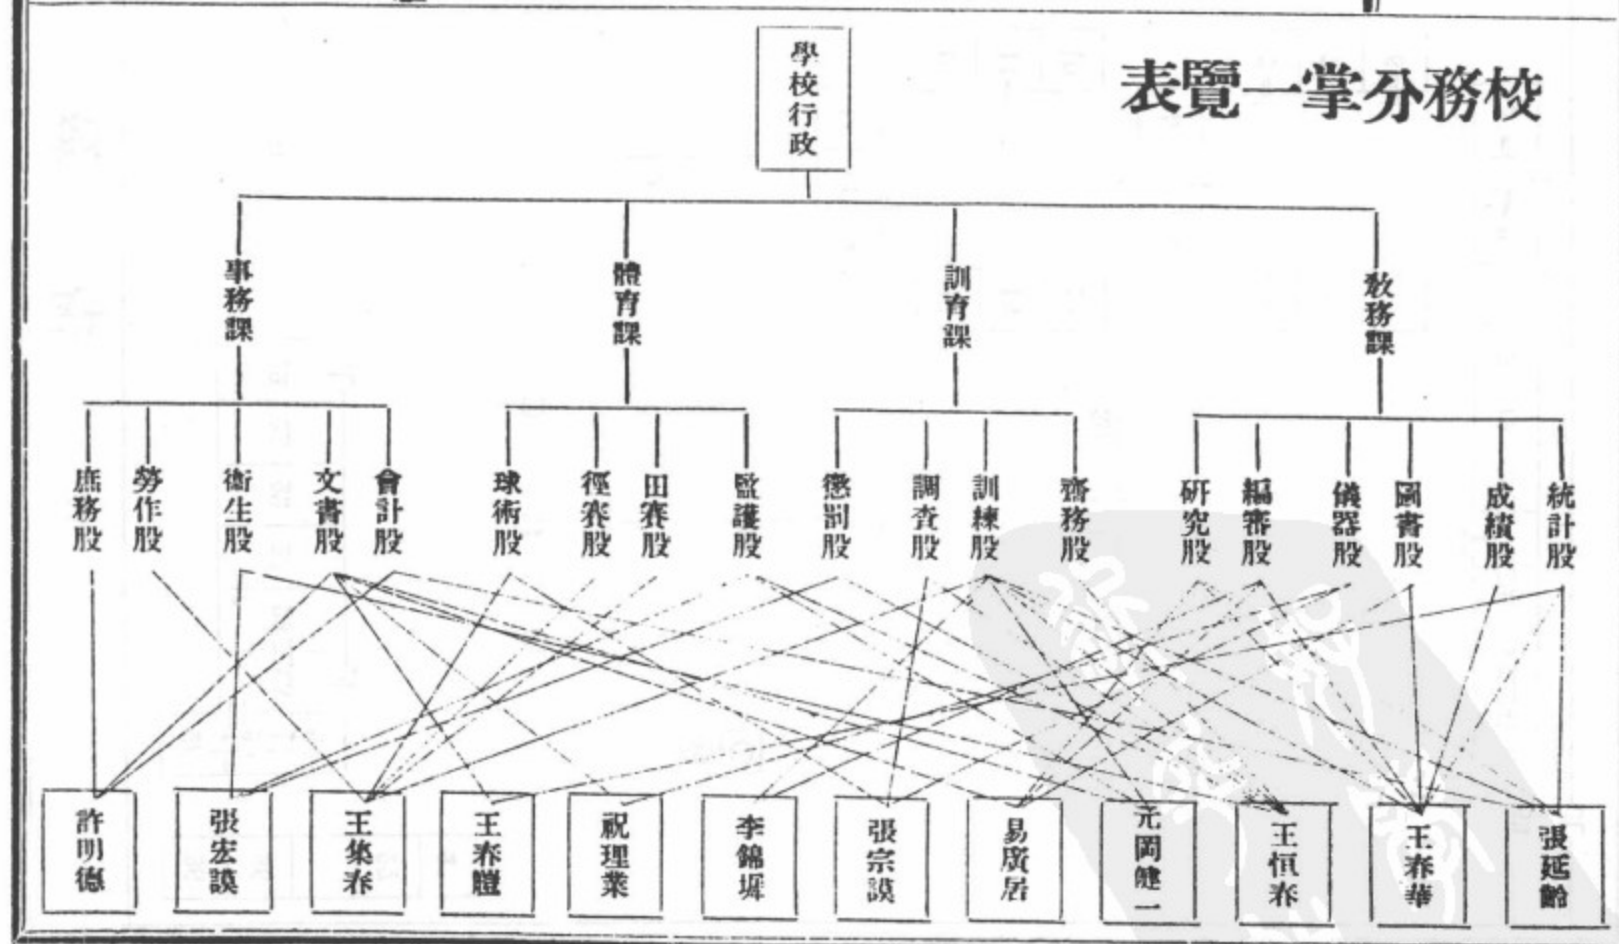 校務分掌一覽表
學校行政
教務課
訓育課
體育課
事務課
統計股
成績股
圖書股
儀器股
編審股
研究股
齋務股
訓練股
調查股
懲罰股
監護股
田賽股
徑賽股
球術股
會計股
文書股
衞生股
勞作股
庶務股
張延齡
王春華
王恒春
元岡健一
易廣居
張宗謨
李錦堀
祝理業
王春體
王集春
張宏謨
許明德